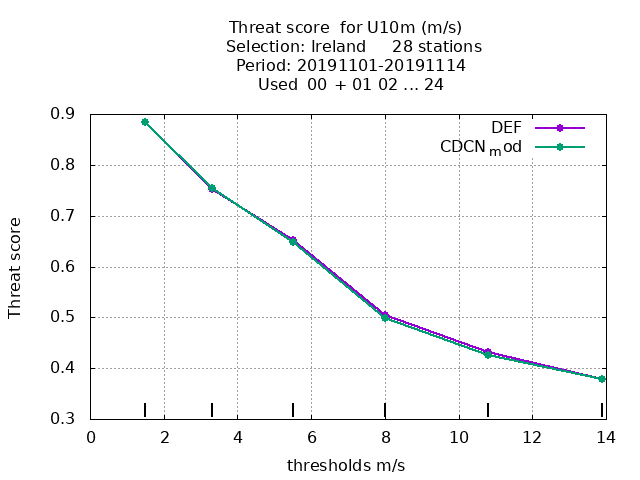 Threat score  for U10m (m/s)
Selection: Ireland     28 stations
Period: 20191101-20191114
Used  00  + 01 02 ... 24
DEF
CDCN_mod
Threat score
0.9
0.8
0.7
0.6
0.5
0.4
0.3
0 2 4 6 8 10 12 14
thresholds m/s